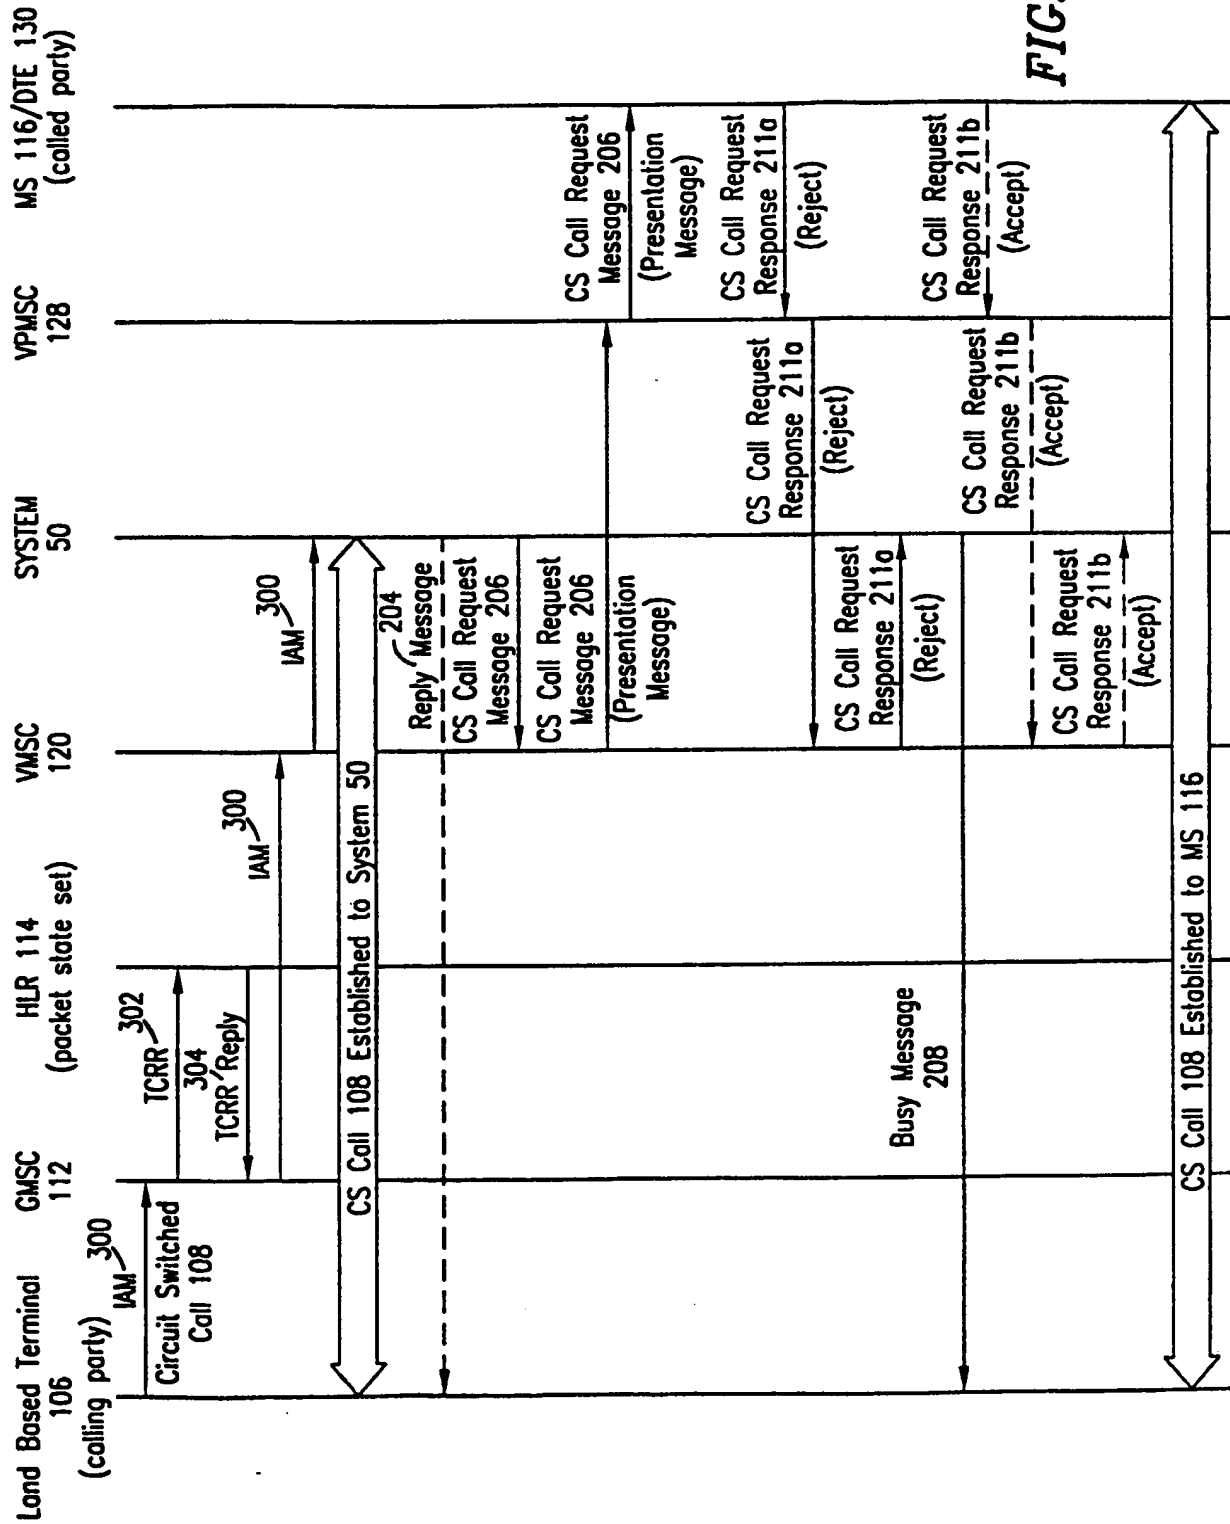 Land Based Terminal
106
(calling party)
GMSC
112
HLR 114
(packet state set)
VMSC
120
SYSTEM
50
VPMSC
128
MS 116/DTE 130
(called party)
300
IAM
Circuit Switched
Call 108
302
TCRR
304
TCRR Reply
300
IAM
300
IAM
CS Call 108 Established to System 50
204
Reply Message
CS Call Request
Message 206
CS Call Request
Message 206
(Presentation
Message)
CS Call Request
Message 206
(Presentation
Message)
CS Call Request
Response 211a
(Reject)
CS Call Request
Response 211a
(Reject)
CS Call Request
Response 211a
(Reject)
Busy Message
208
CS Call Request
Response 211b
(Accept)
CS Call Request
Response 211b
(Accept)
CS Call Request
Response 211b
(Accept)
CS Call 108 Established to MS 116
FIG.